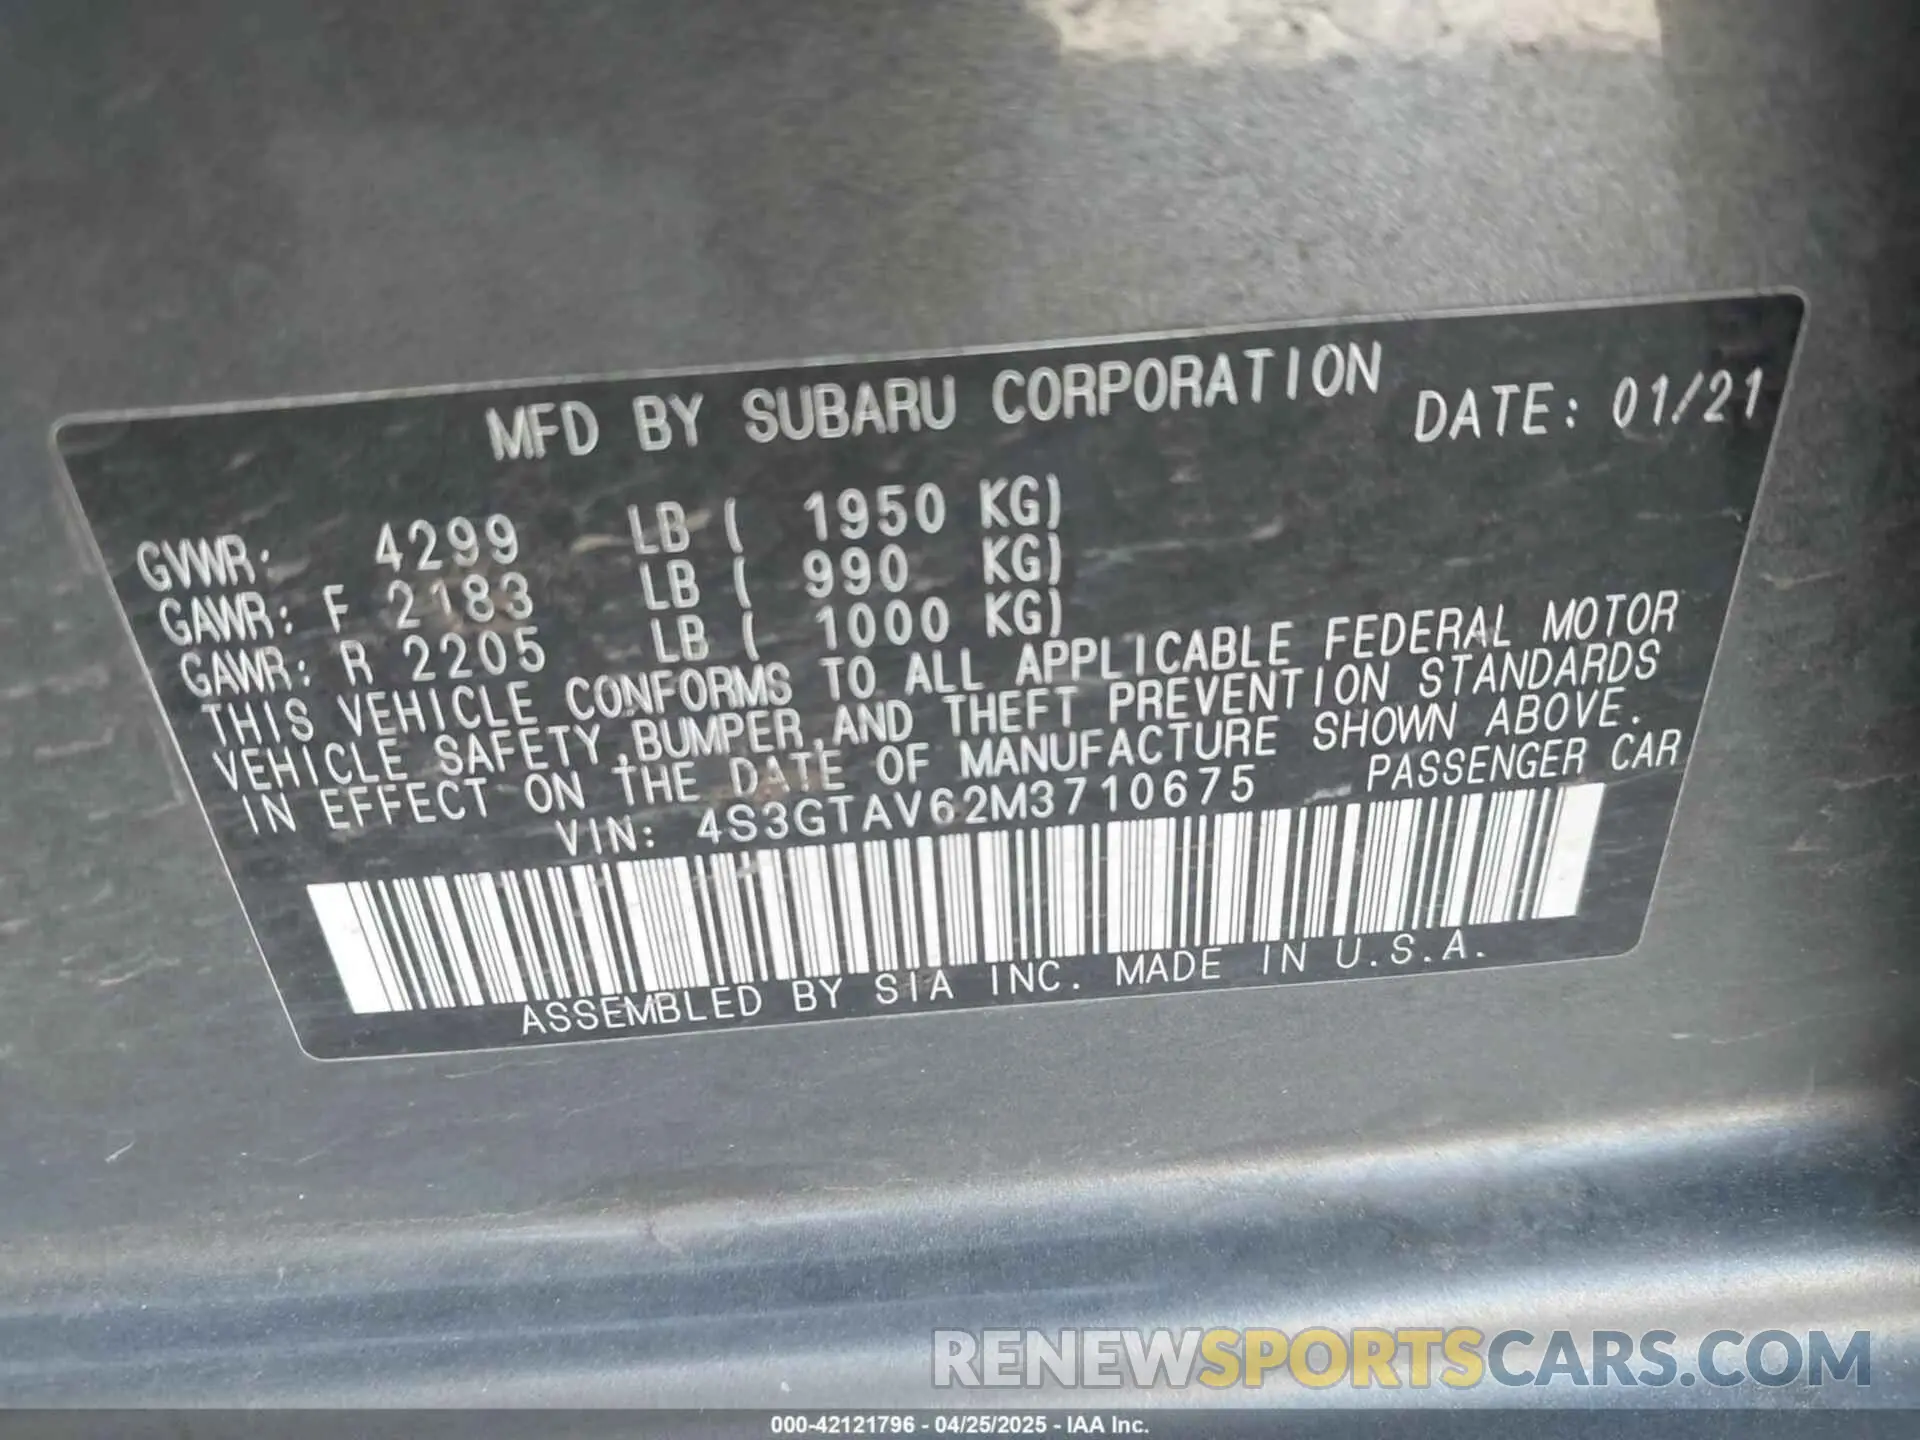 MFD BY SUBARU CORPORATION DATE: 01/21
GVWR: 4299 LB ( 1950 KG)
GAWR: F 2183 LB ( 990 KG)
GAWR: R 2205 LB ( 1000 KG)
THIS VEHICLE CONFORMS TO ALL APPLICABLE FEDERAL MOTOR
VEHICLE SAFETY,BUMPER,AND THEFT PREVENTION STANDARDS
IN EFFECT ON THE DATE OF MANUFACTURE SHOWN ABOVE.
VIN: 4S3GTAV62M3710675 PASSENGER CAR
ASSEMBLED BY SIA INC. MADE IN U.S.A.
RENEWSPORTSCARS.COM
000-42121796 - 04/25/2025 - IAA Inc.